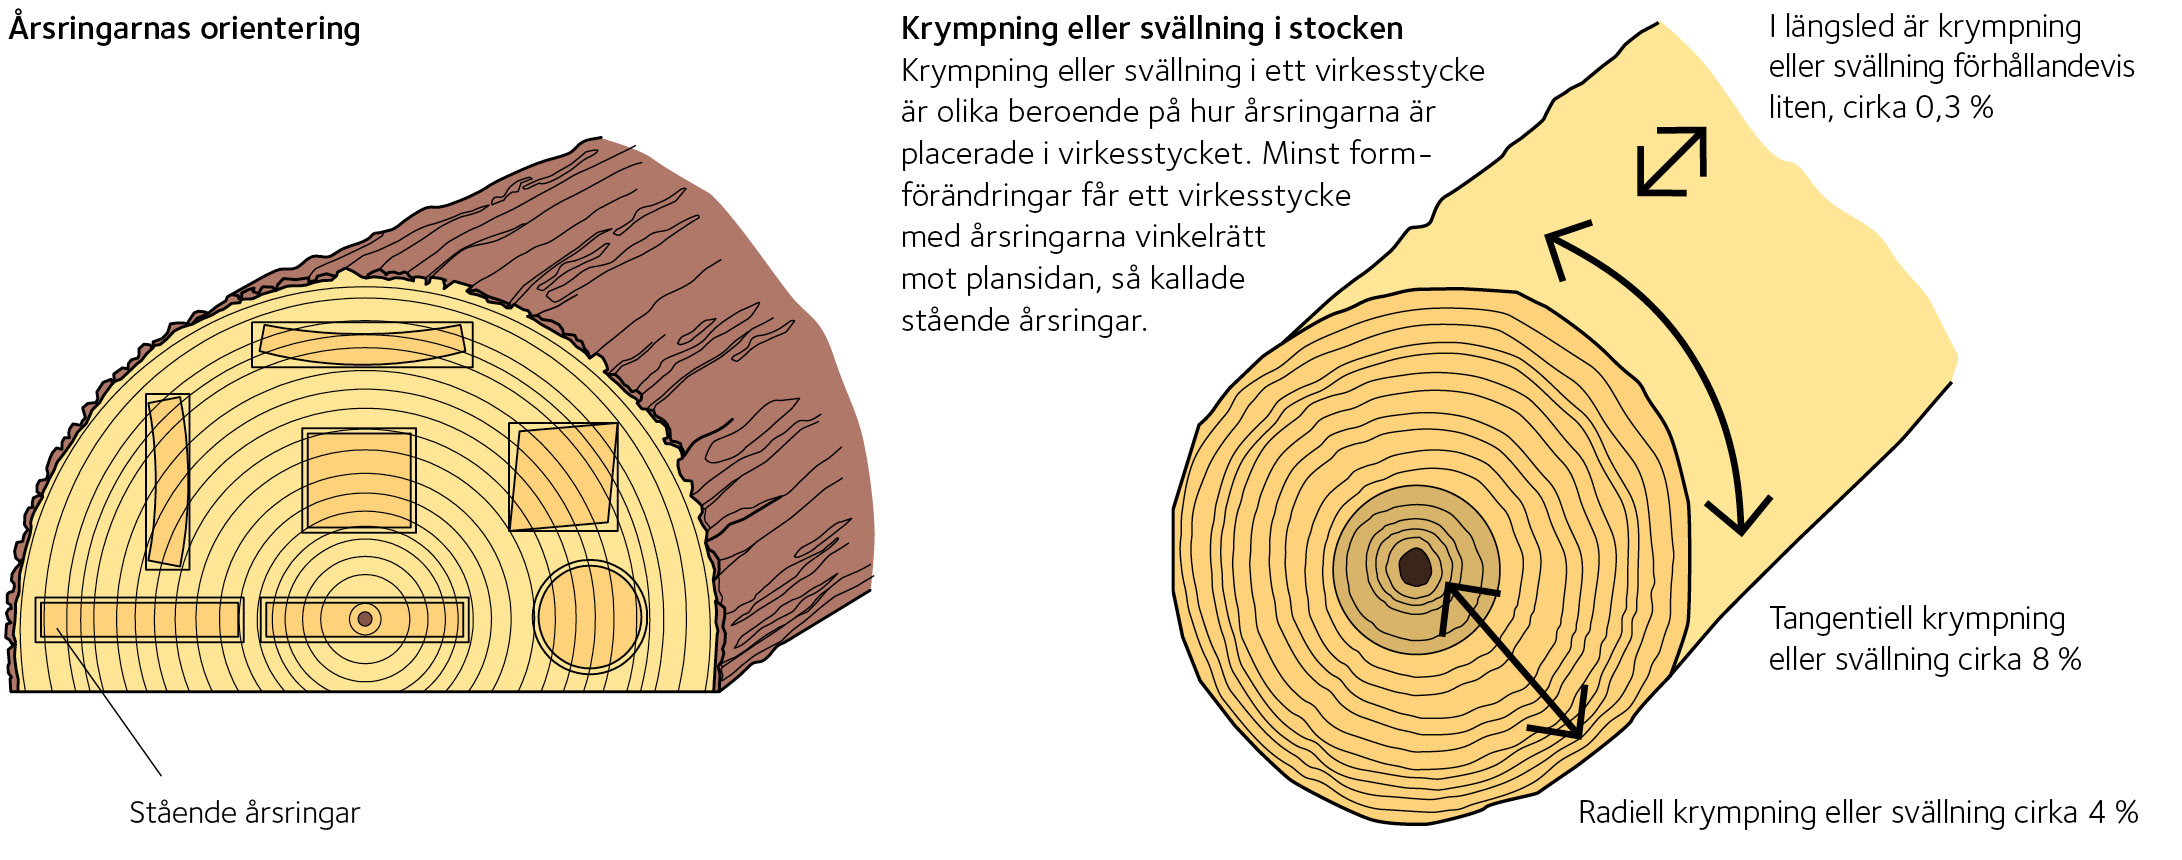 Årsringarnas orientering
Stående årsringar
Krympning eller svällning i stocken
Krympning eller svällning i ett virkesstycke
är olika beroende på hur årsringarna är
placerade i virkesstycket. Minst form-
förändringar får ett virkesstycke
med årsringarna vinkelrätt
mot plansidan, så kallade
stående årsringar.
I längsled är krympning
eller svällning förhållandevis
liten, cirka 0,3 %
Tangentiell krympning
eller svällning cirka 8 %
Radiell krympning eller svällning cirka 4 %